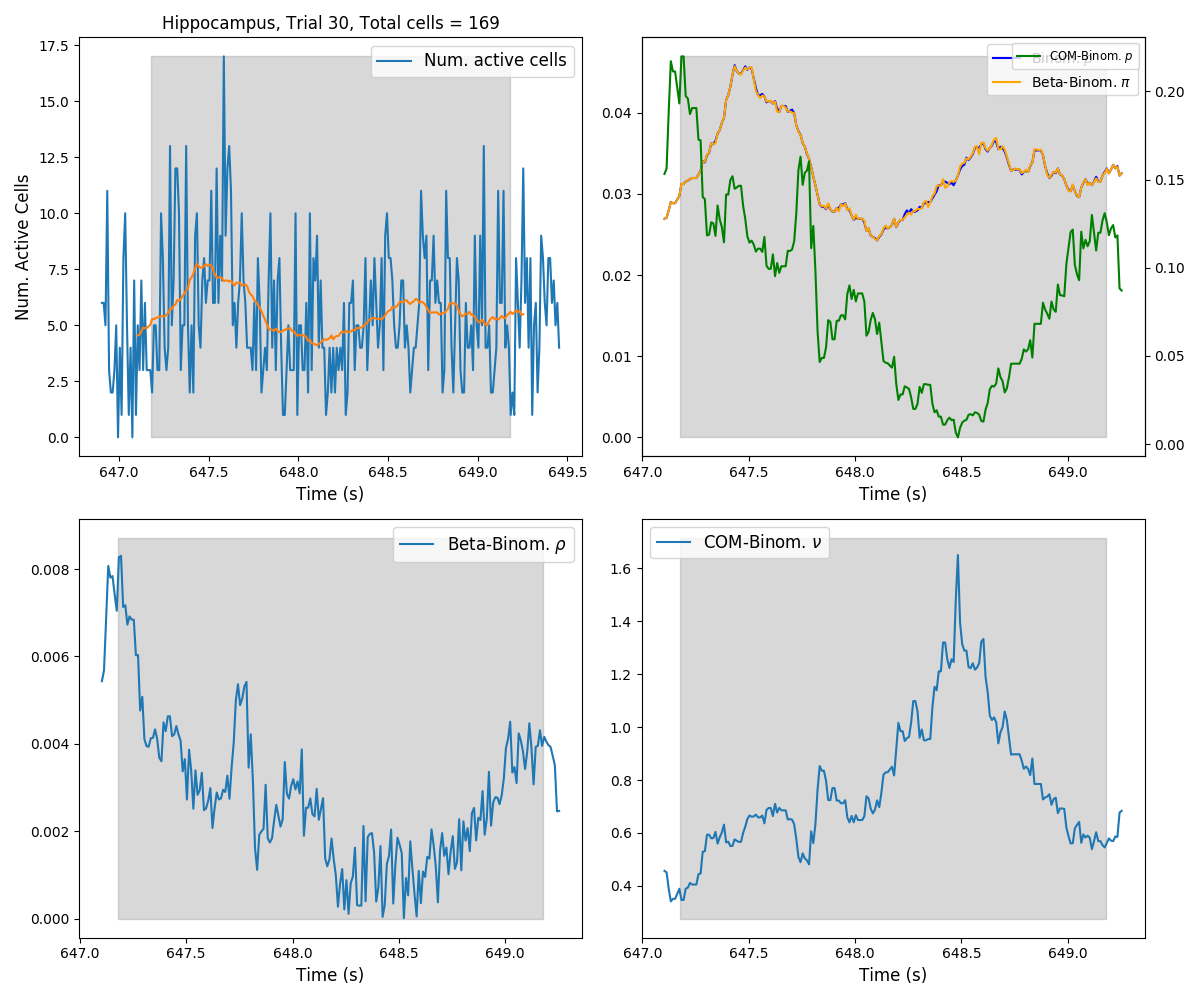 Hippocampus, Trial 30, Total cells = 169
Num. active cells
Num. Active Cells
17.5
15.0
12.5
10.0
7.5
5.0
2.5
0.0
647.0 647.5 648.0 648.5 649.0 649.5
Time (s)
COM-Binom. p
Beta-Binom. π
0.04
0.03
0.02
0.01
0.00
0.20
0.15
0.10
0.05
0.00
647.0 647.5 648.0 648.5 649.0
Time (s)
Beta-Binom. ρ
0.008
0.006
0.004
0.002
0.000
647.0 647.5 648.0 648.5 649.0
Time (s)
COM-Binom. ν
1.6
1.4
1.2
1.0
0.8
0.6
0.4
647.0 647.5 648.0 648.5 649.0
Time (s)